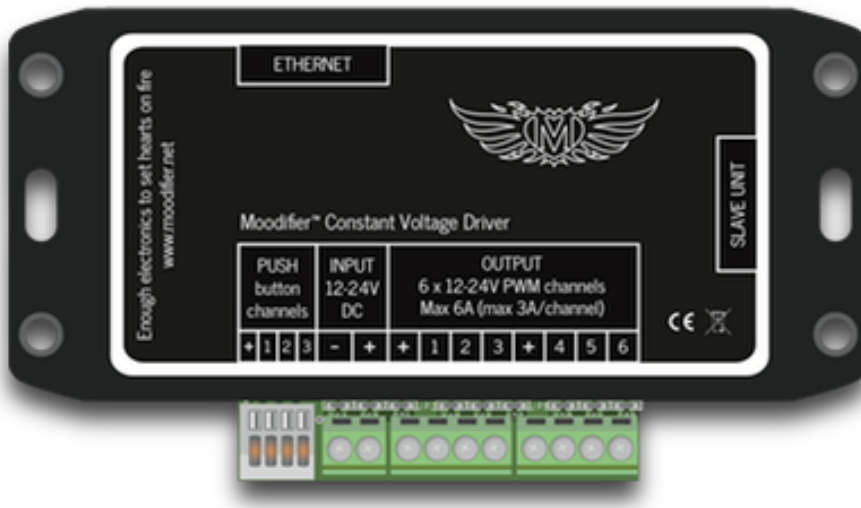 ETHERNET
Enough electronics to set hearts on fire
www.moodifier.net
M
SLAVE UNIT
Moodifier™ Constant Voltage Driver
PUSH
button
channels
INPUT
12-24V
DC
OUTPUT
6 x 12-24V PWM channels
Max 6A (max 3A/channel)
+ 1 2 3 - + + 1 2 3 + 4 5 6
CE